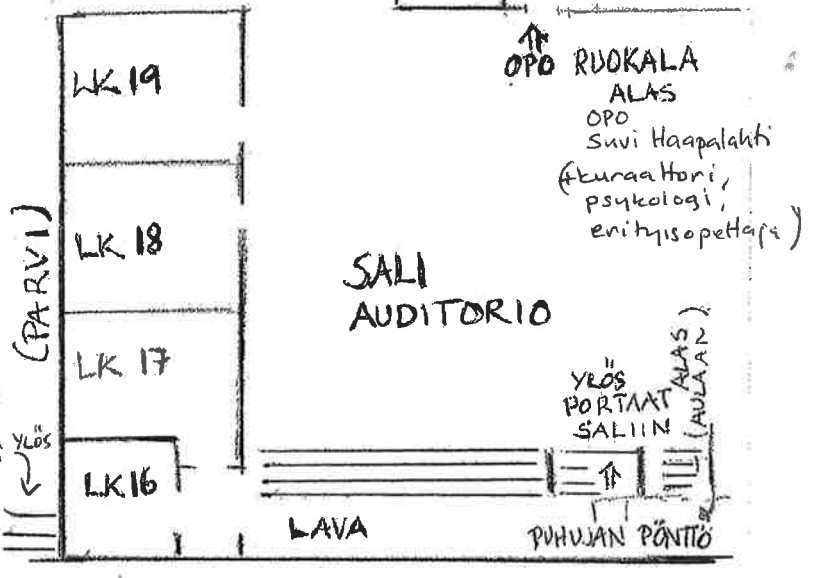 LK 19
OPO RUOKALA
ALAS
OPO
Suvi Haapalahti
(+kuraattori,
psykologi,
erityisopettaja)
(PARVI)
LK 18
SALI
AUDITORIO
LK 17
YLÖS
PORTAAT
SALIIN
ALAS
(AULAAN)
YLÖS
LK 16
LAVA
PUHUJAN PÖNTTÖ